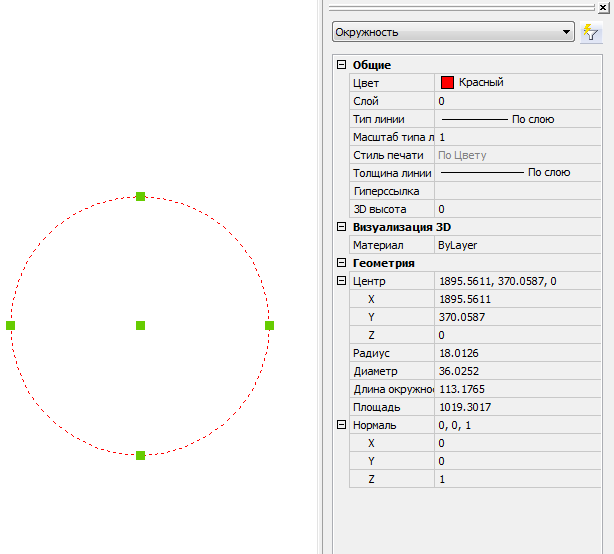 Окружность
Общие
Цвет Красный
Слой 0
Тип линии По слою
Масштаб типа л 1
Стиль печати По Цвету
Толщина линии По слою
Гиперссылка
3D высота 0
Визуализация 3D
Материал ByLayer
Геометрия
Центр 1895.5611, 370.0587, 0
X 1895.5611
Y 370.0587
Z 0
Радиус 18.0126
Диаметр 36.0252
Длина окружно 113.1765
Площадь 1019.3017
Нормаль 0, 0, 1
X 0
Y 0
Z 1